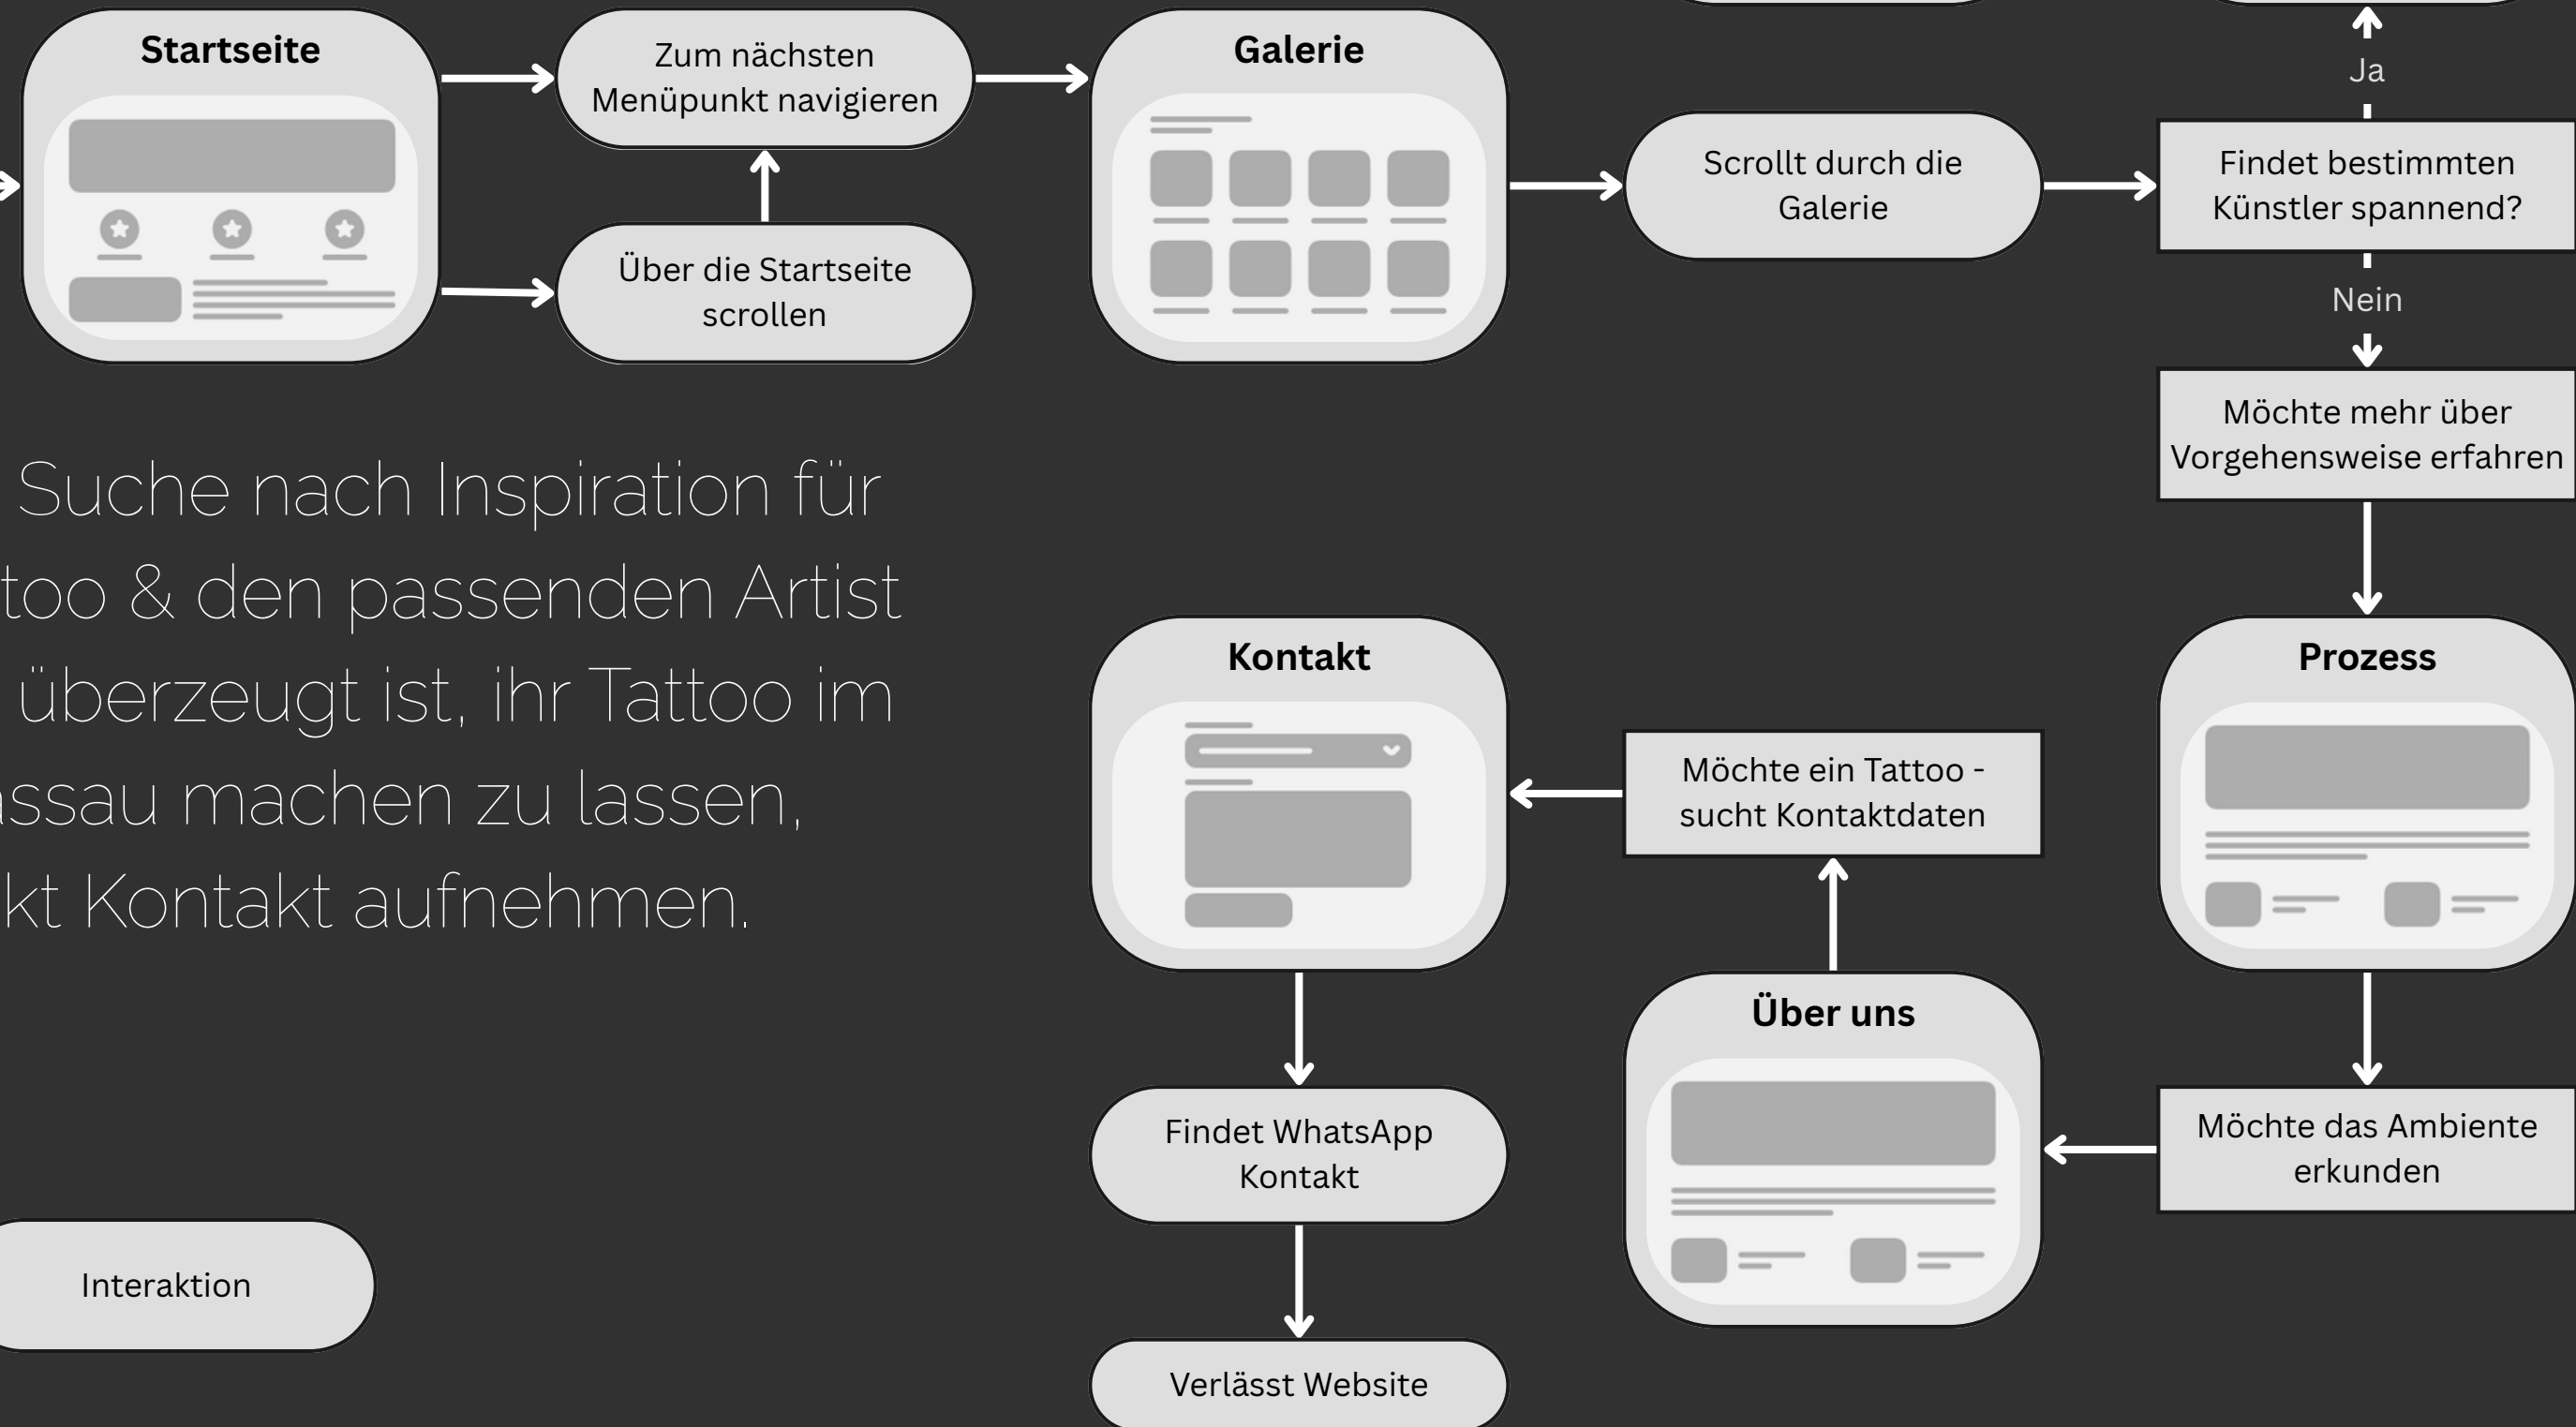 Startseite
Zum nächsten
Menüpunkt navigieren
Über die Startseite
scrollen
Galerie
Scrollt durch die
Galerie
Ja
Findet bestimmten
Künstler spannend?
Nein
Möchte mehr über
Vorgehensweise erfahren
Suche nach Inspiration für
too & den passenden Artist
überzeugt ist, ihr Tattoo im
assau machen zu lassen,
kt Kontakt aufnehmen.
Prozess
Möchte das Ambiente
erkunden
Über uns
Möchte ein Tattoo -
sucht Kontaktdaten
Kontakt
Findet WhatsApp
Kontakt
Verlässt Website
Interaktion